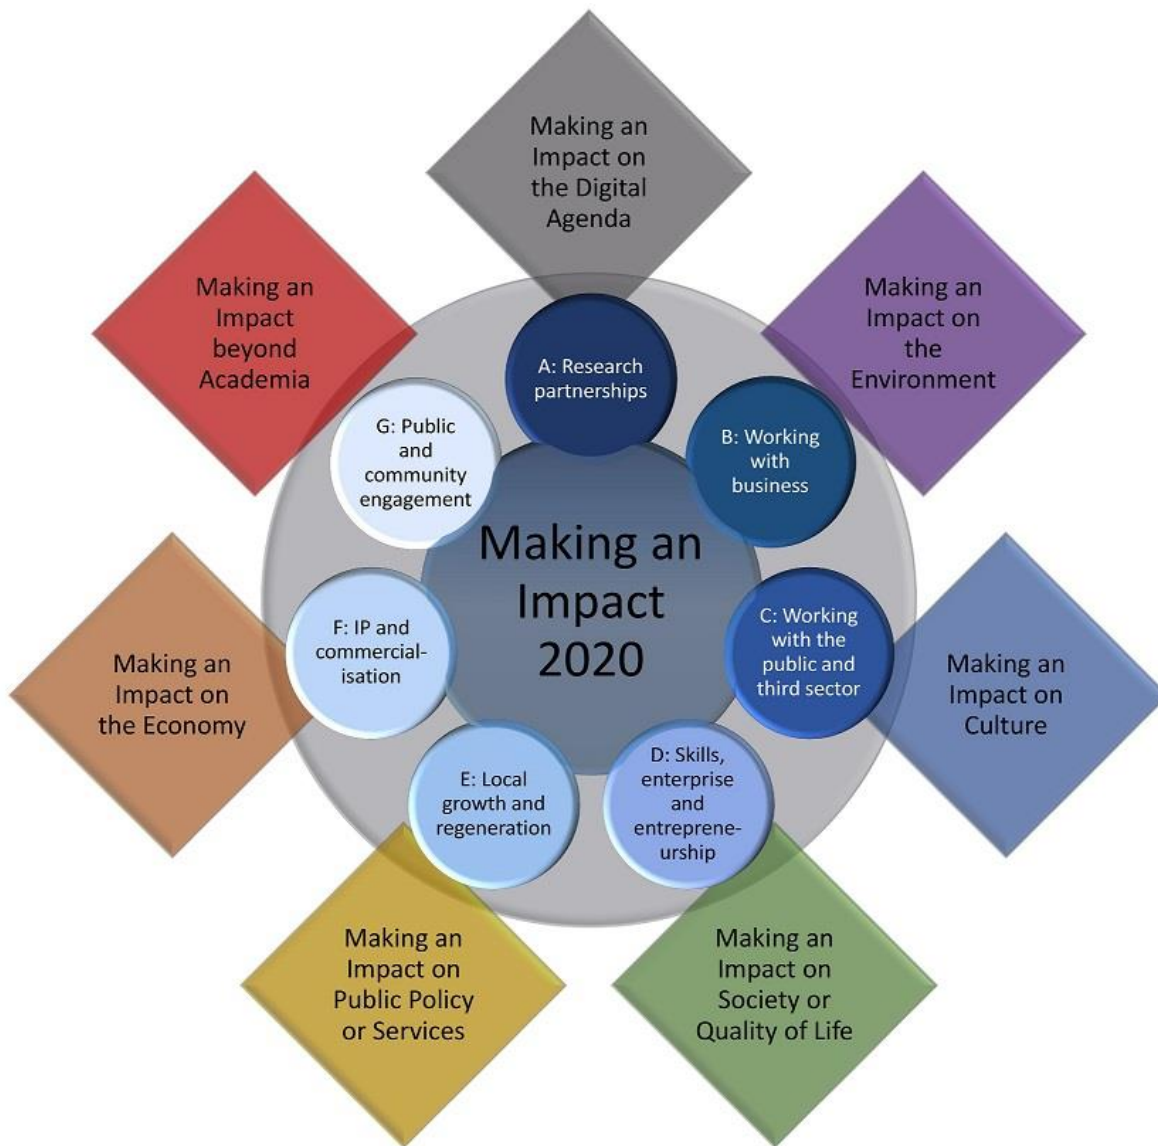 Making an
Impact on
the Digital
Agenda
Making an
Impact on
the
Environment
Making an
Impact on
Culture
Making an
Impact on
Society or
Quality of Life
Making an
Impact on
Public Policy
or Services
Making an
Impact on
the Economy
Making an
Impact
beyond
Academia
A: Research
partnerships
B: Working
with
business
C: Working
with the
public and
third sector
D: Skills,
enterprise and
entreprene-
urship
E: Local
growth and
regeneration
F: IP and
commercial-
isation
G: Public
and
community
engagement
Making an
Impact
2020